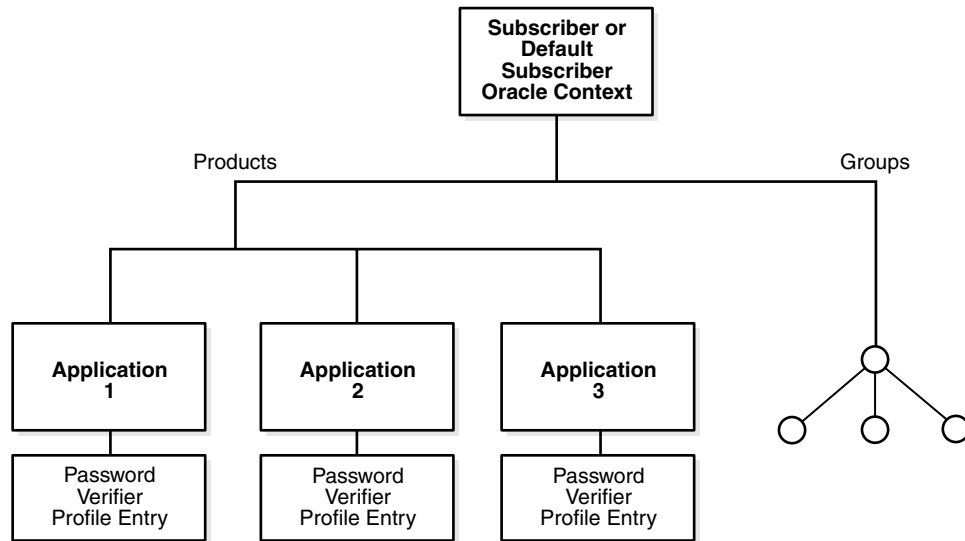 Subscriber or
Default
Subscriber
Oracle Context
Products
Groups
Application
1
Application
2
Application
3
Password
Verifier
Profile Entry
Password
Verifier
Profile Entry
Password
Verifier
Profile Entry